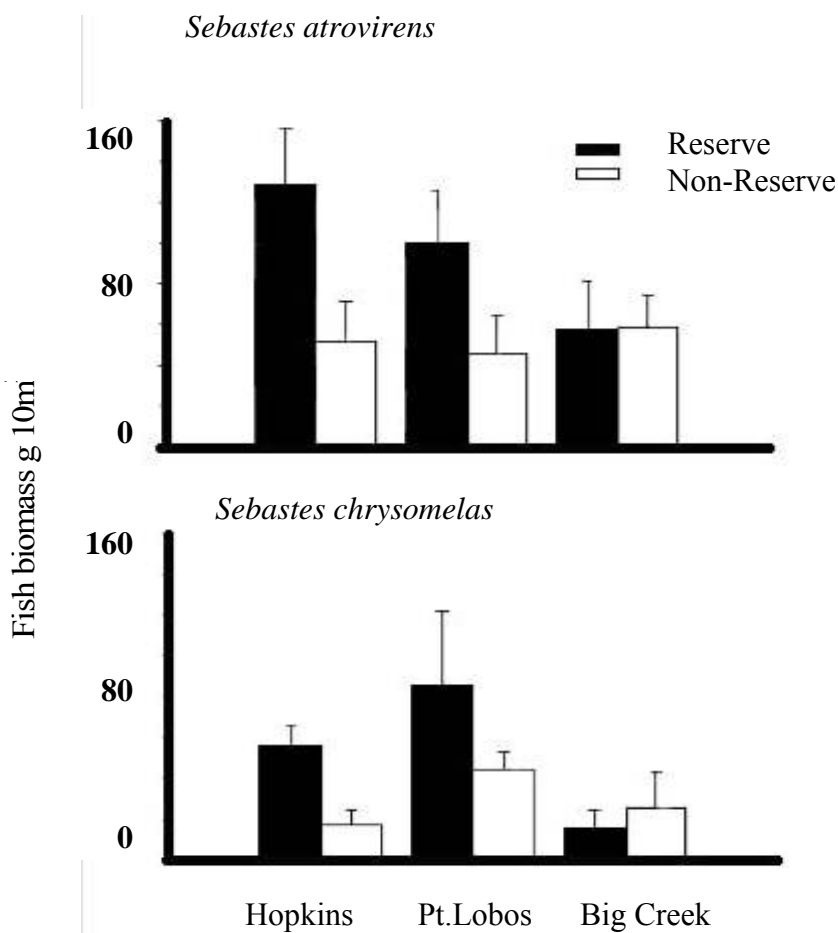 Sebastes atrovirens
160
Reserve
Non-Reserve
80
0
Fish biomass g 10m
Sebastes chrysomelas
160
80
0
Hopkins Pt.Lobos Big Creek